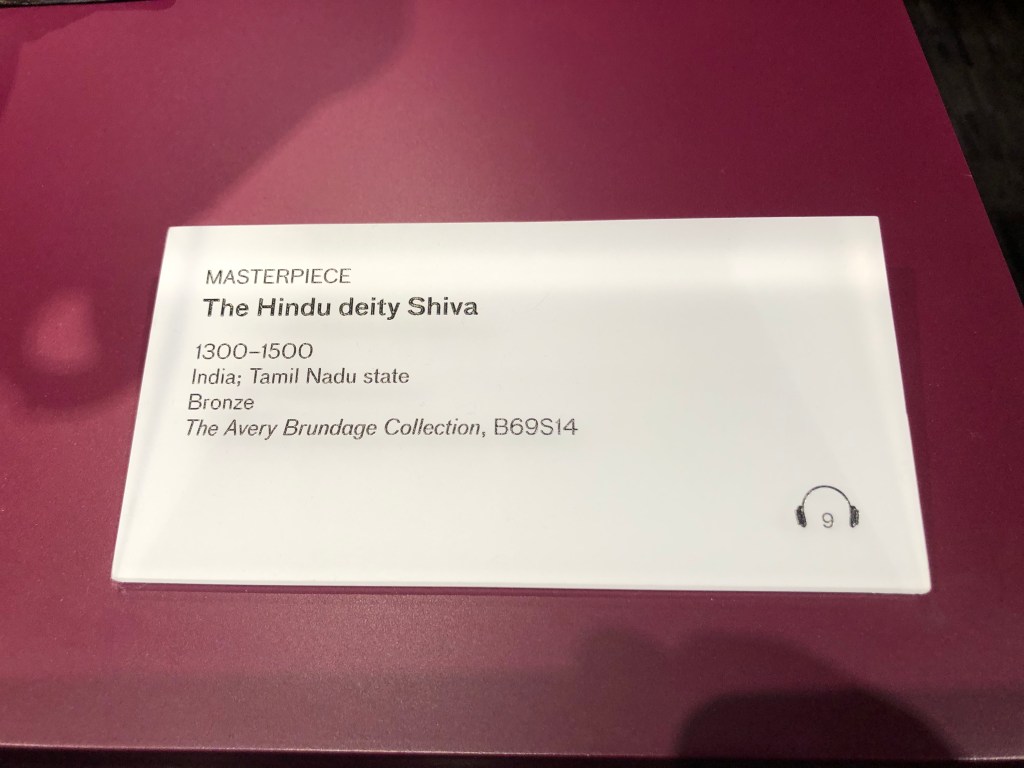 MASTERPIECE
The Hindu deity Shiva
1300–1500
India; Tamil Nadu state
Bronze
The Avery Brundage Collection, B69S14
9